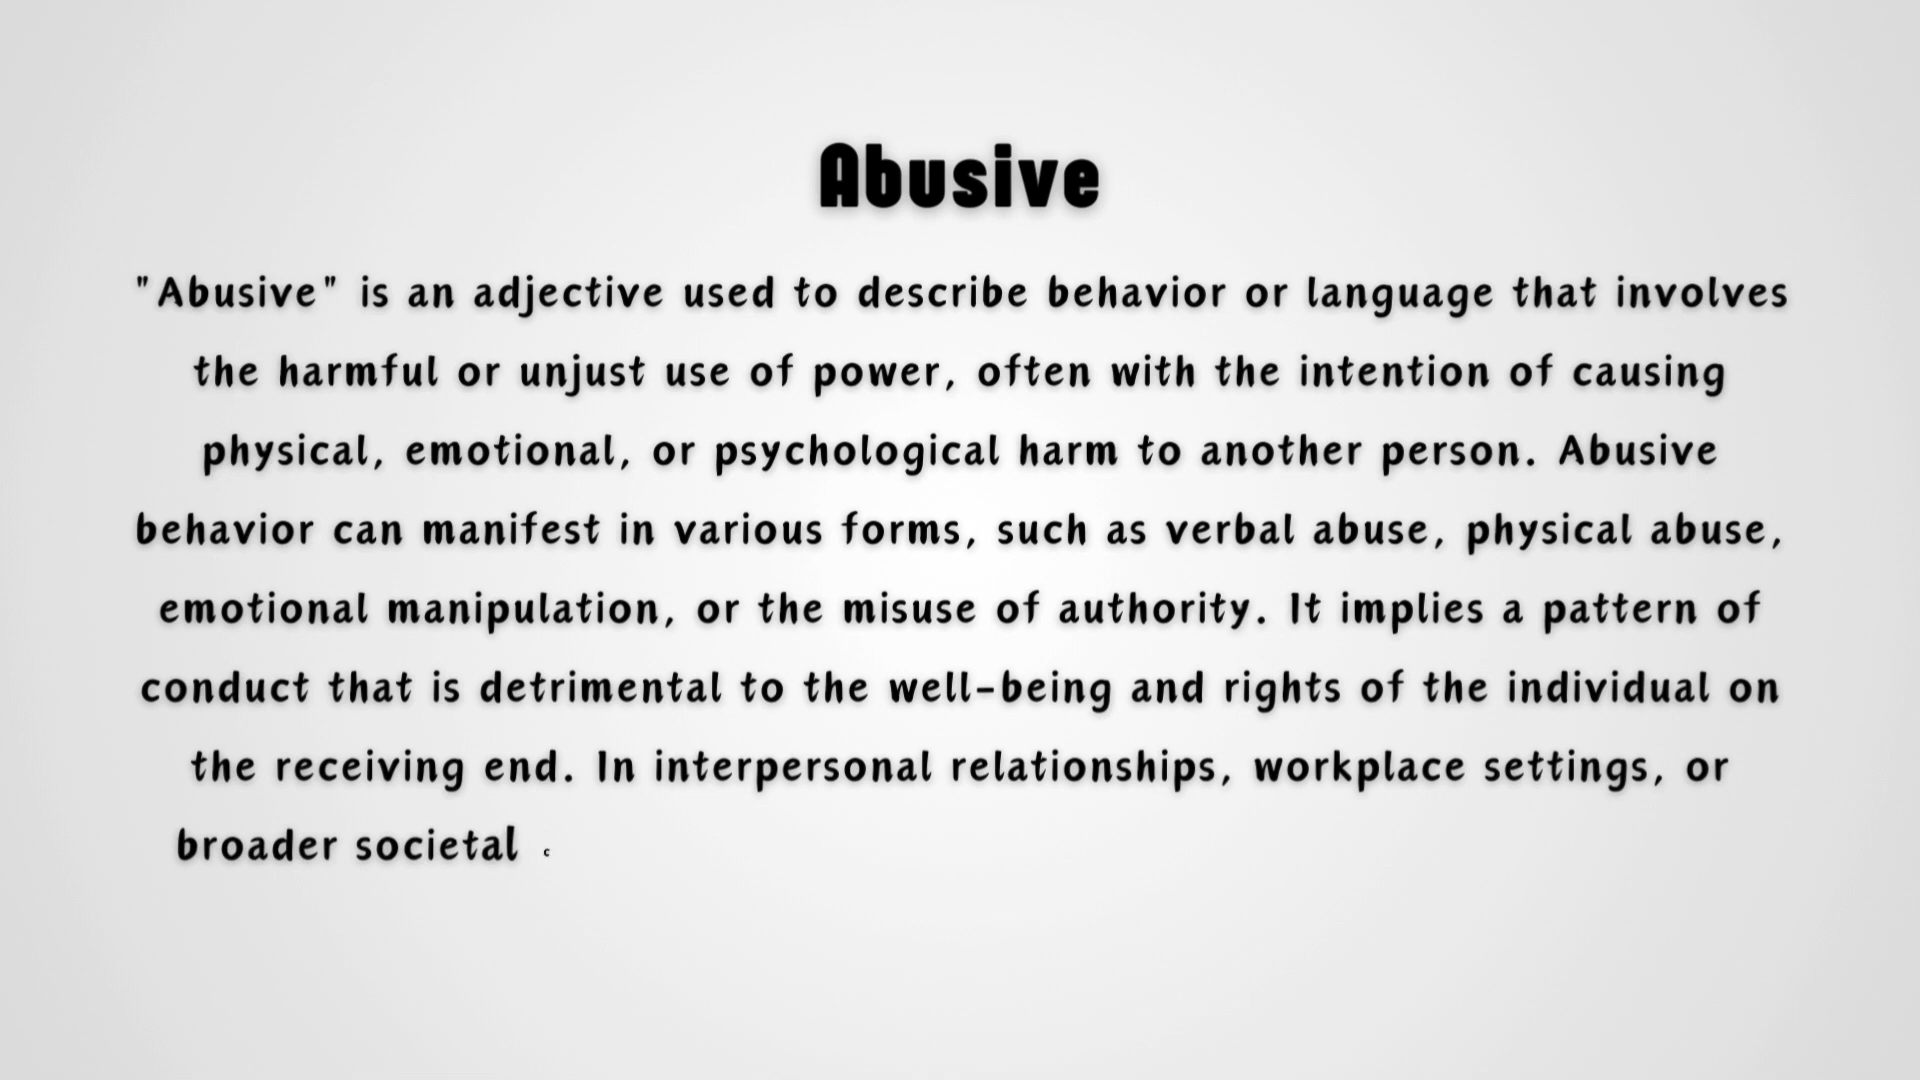 Abusive
"Abusive" is an adjective used to describe behavior or language that involves
the harmful or unjust use of power, often with the intention of causing
physical, emotional, or psychological harm to another person. Abusive
behavior can manifest in various forms, such as verbal abuse, physical abuse,
emotional manipulation, or the misuse of authority. It implies a pattern of
conduct that is detrimental to the well-being and rights of the individual on
the receiving end. In interpersonal relationships, workplace settings, or
broader societal c